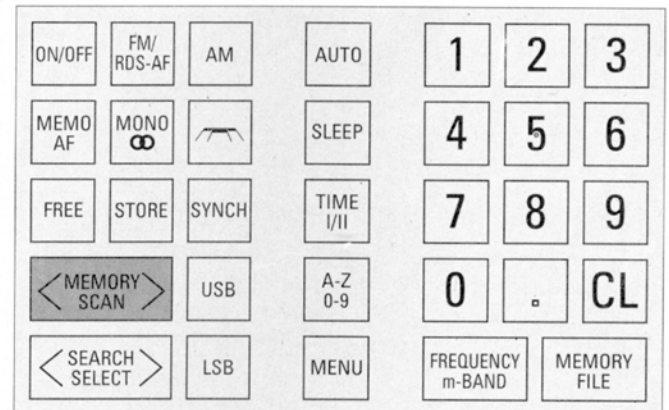 ON/OFF
FM/
RDS-AF
AM
AUTO
1
2
3
MEMO
AF
MONO
SLEEP
4
5
6
FREE
STORE
SYNCH
TIME
I/II
7
8
9
<MEMORY>
SCAN
USB
A-Z
0-9
0
.
CL
<SEARCH>
SELECT
LSB
MENU
FREQUENCY
m-BAND
MEMORY
FILE